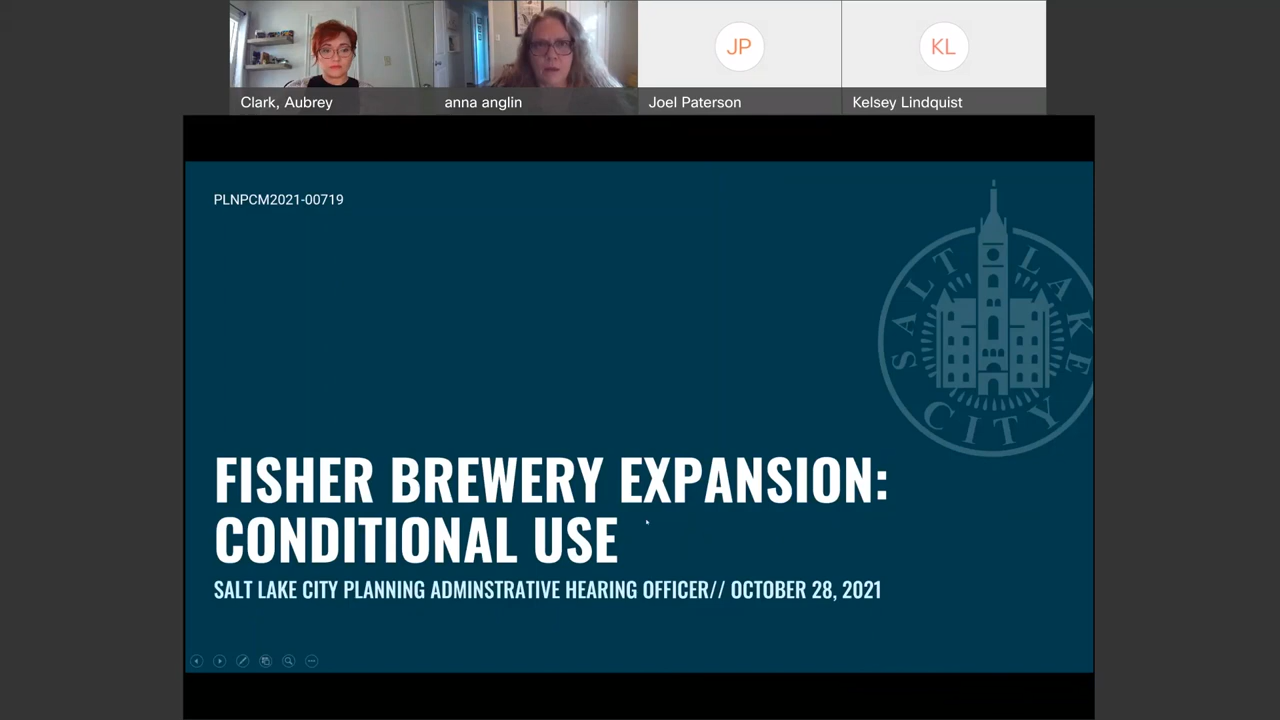 Clark, Aubrey
anna anglin
JP
Joel Paterson
KL
Kelsey Lindquist
PLNPCM2021-00719
SALT LAKE CITY
FISHER BREWERY EXPANSION:
CONDITIONAL USE
SALT LAKE CITY PLANNING ADMINSTRATIVE HEARING OFFICER// OCTOBER 28, 2021